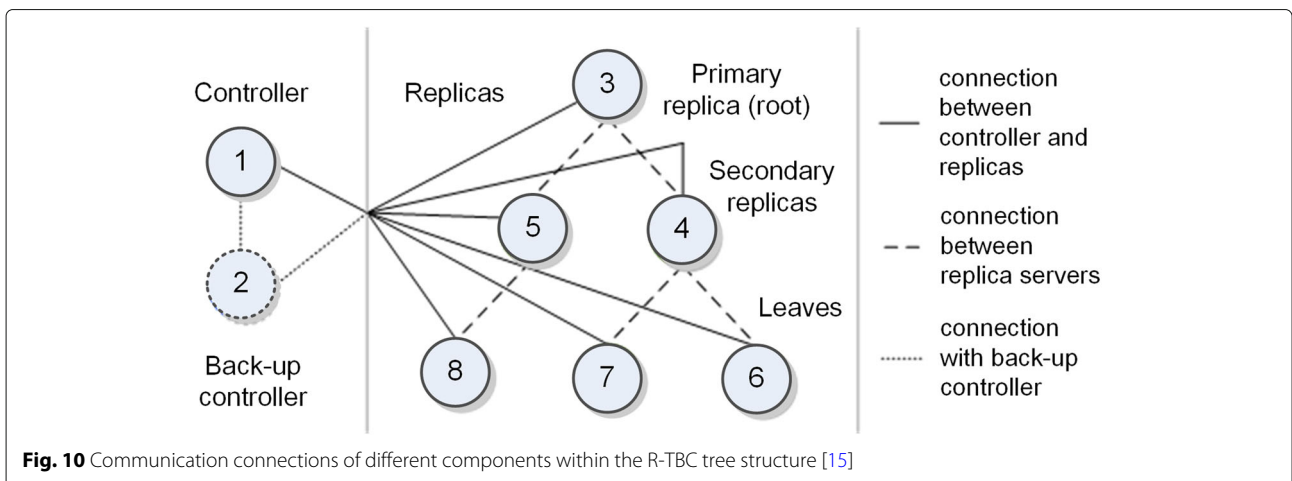 Controller
1
2
Back-up
controller
Replicas
3
Primary
replica (root)
5
4
Secondary
replicas
8
7
6
Leaves
connection
between
controller and
replicas
connection
between
replica servers
connection
with back-up
controller
Fig. 10 Communication connections of different components within the R-TBC tree structure [15]